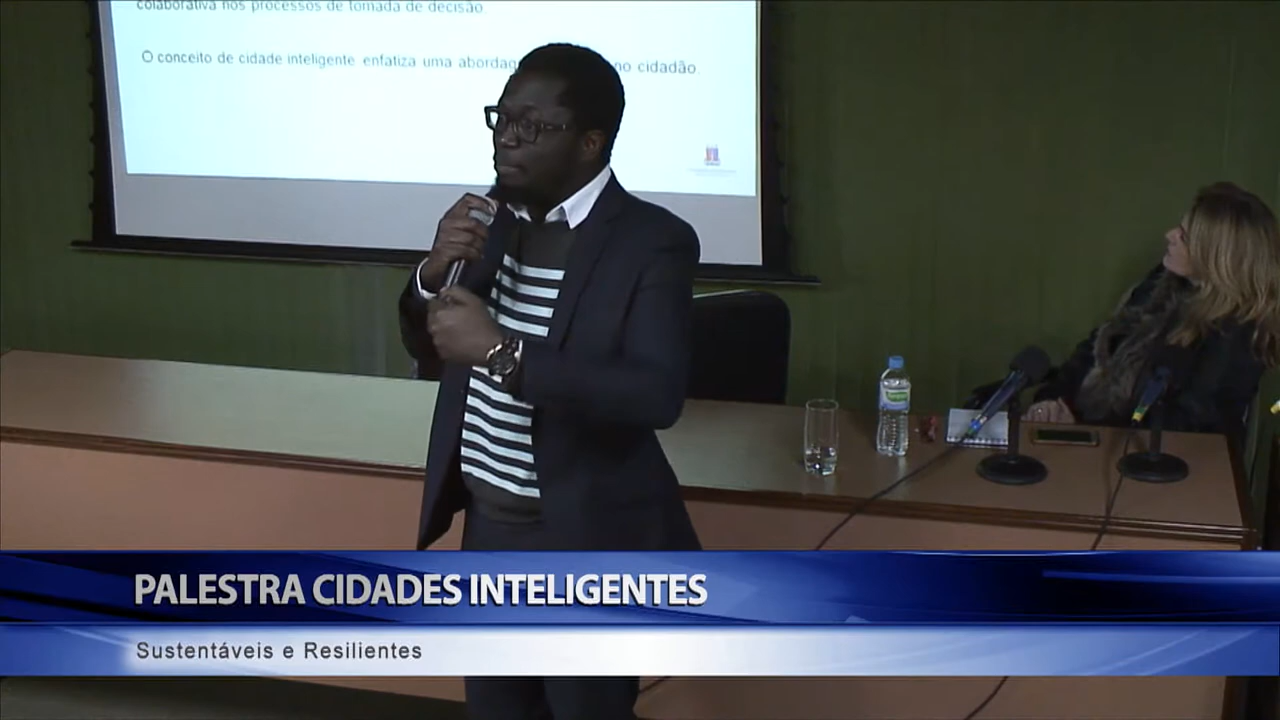 colaborativa nos processos de tomada de decisão
O conceito de cidade inteligente enfatiza uma no cidadão.
PALESTRA CIDADES INTELIGENTES
Sustentáveis e Resilientes